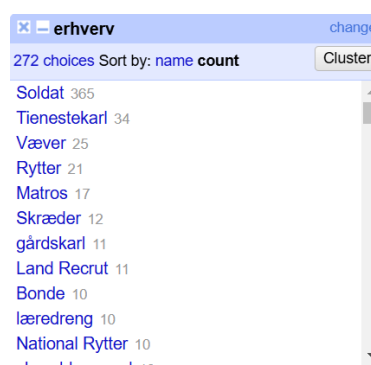 erhverv change
272 choices Sort by: name count Cluster
Soldat 365
Tienestekarl 34
Væver 25
Rytter 21
Matros 17
Skræder 12
gårdskarl 11
Land Recrut 11
Bonde 10
læredreng 10
National Rytter 10